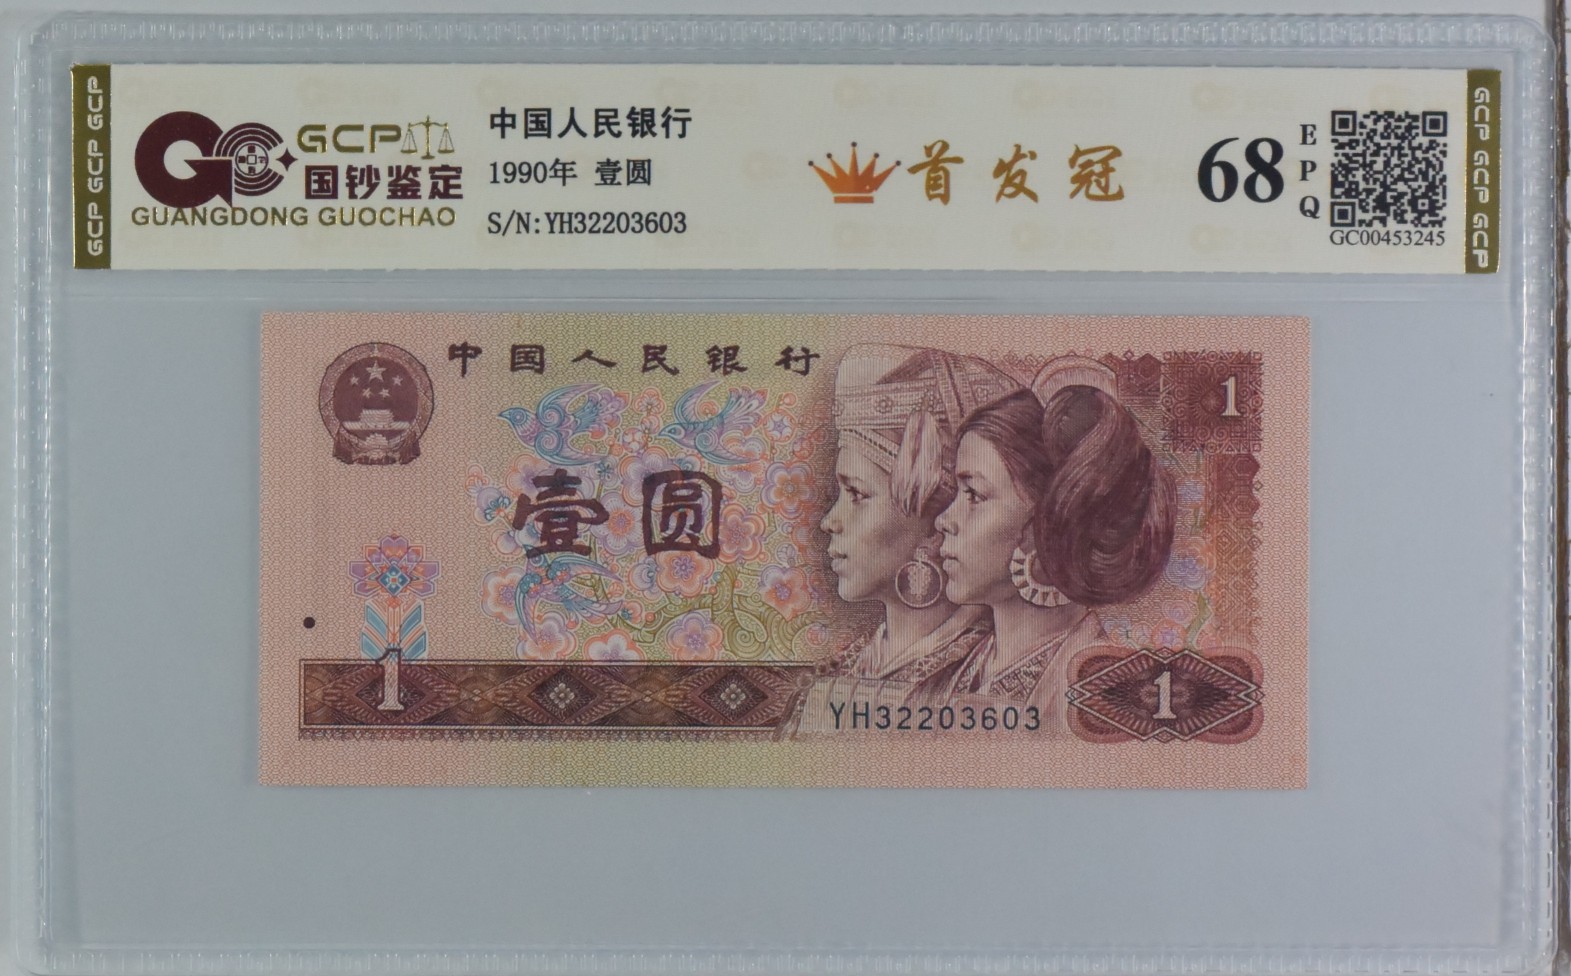 GCP GCP GCP
GCP
国钞鉴定
GUANGDONG GUOCHAO
中国人民银行
1990年 壹圆
S/N:YH32203603
首发冠
68
EPQ
GC00453245
GCP GCP GCP
中国人民银行
1
壹圆
1
YH32203603
1